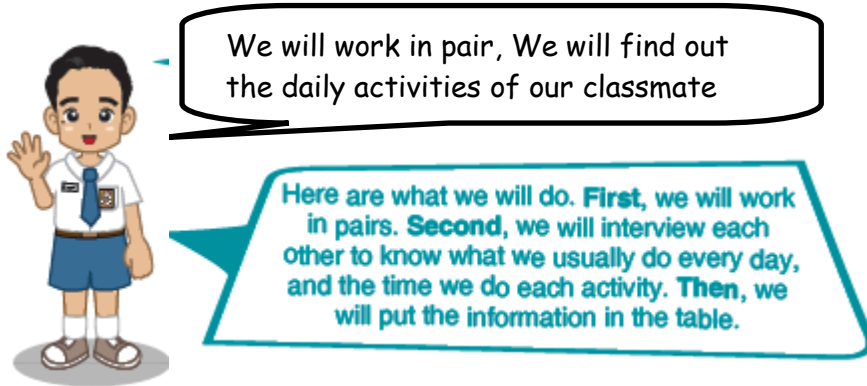 We will work in pair, We will find out
the daily activities of our classmate
Here are what we will do. First, we will work
in pairs. Second, we will interview each
other to know what we usually do every day,
and the time we do each activity. Then, we
will put the information in the table.